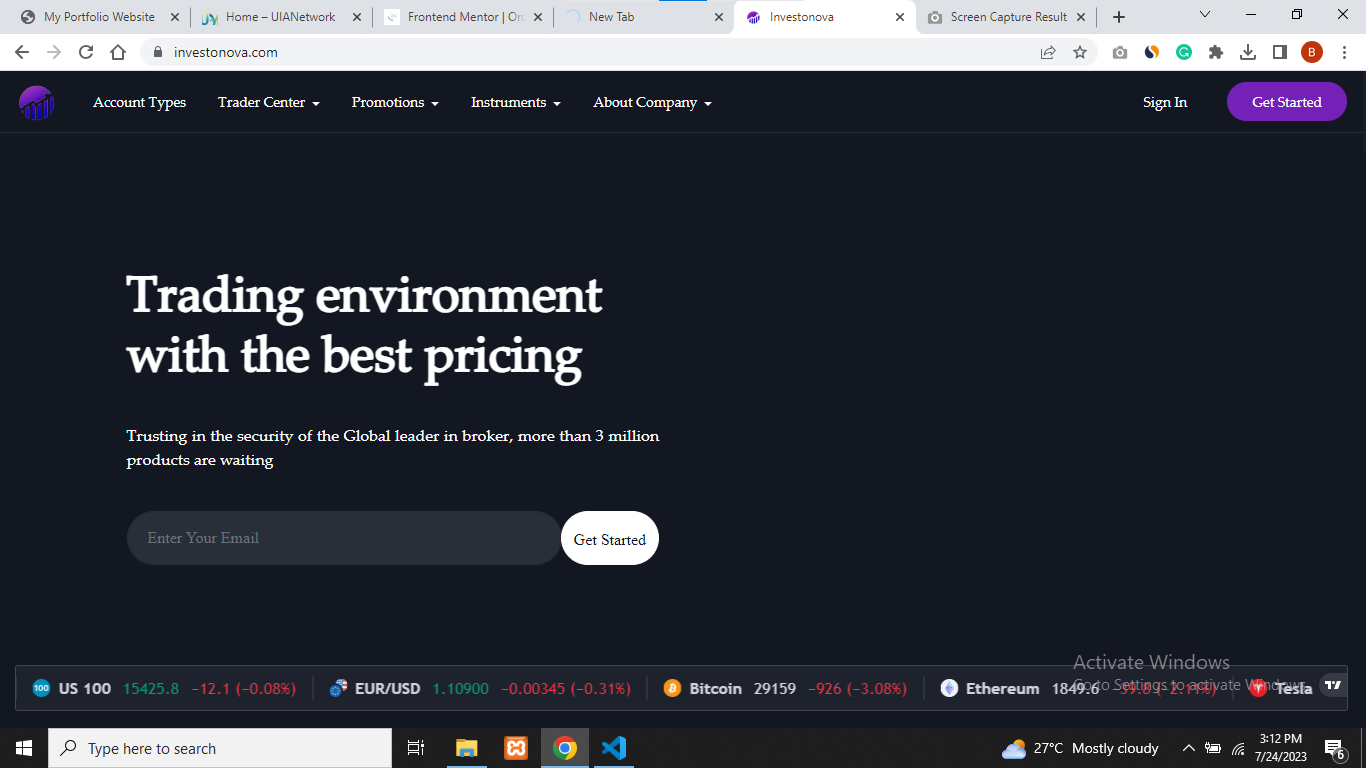 My Portfolio Website
Home – UIANetwork
Frontend Mentor | Or
New Tab
Investonova
Screen Capture Result
investonova.com
B
Account Types
Trader Center
Promotions
Instruments
About Company
Sign In
Get Started
Trading environment
with the best pricing
Trusting in the security of the Global leader in broker, more than 3 million
products are waiting
Enter Your Email
Get Started
Activate Windows
Go to Settings to activate Windows.
100 US 100 15425.8 −12.1 (−0.08%)
EUR/USD 1.10900 −0.00345 (−0.31%)
Bitcoin 29159 −926 (−3.08%)
Ethereum 1849.6 −39.8 (−2.11%)
Tesla
Type here to search
27°C Mostly cloudy
3:12 PM
7/24/2023
6